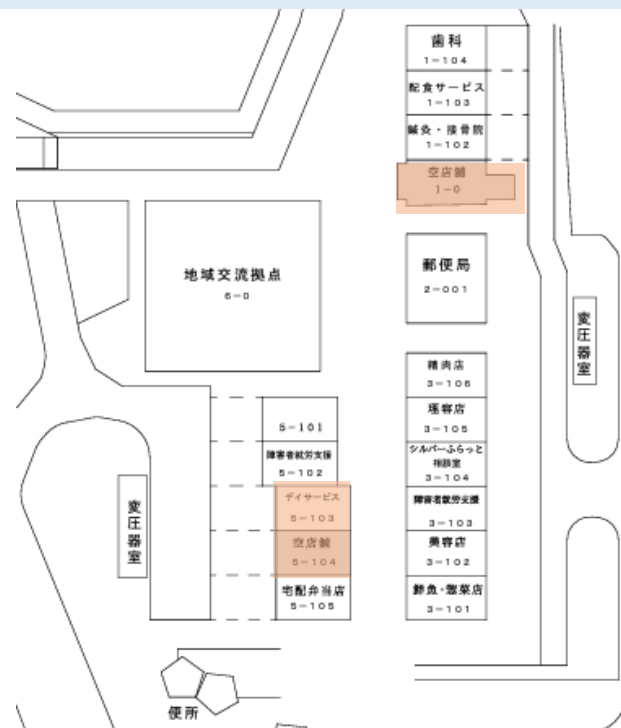 歯科
1-104
配食サービス
1-103
鍼灸・接骨院
1-102
空店舗
1-0
地域交流拠点
6-0
郵便局
2-001
変圧器室
精肉店
3-106
理容店
3-105
シルバーふらっと
相談室
3-104
障害者就労支援
3-103
美容店
3-102
鮮魚・惣菜店
3-101
5-101
障害者就労支援
5-102
デイサービス
5-103
空店舗
5-104
宅配弁当店
5-105
変圧器室
便所